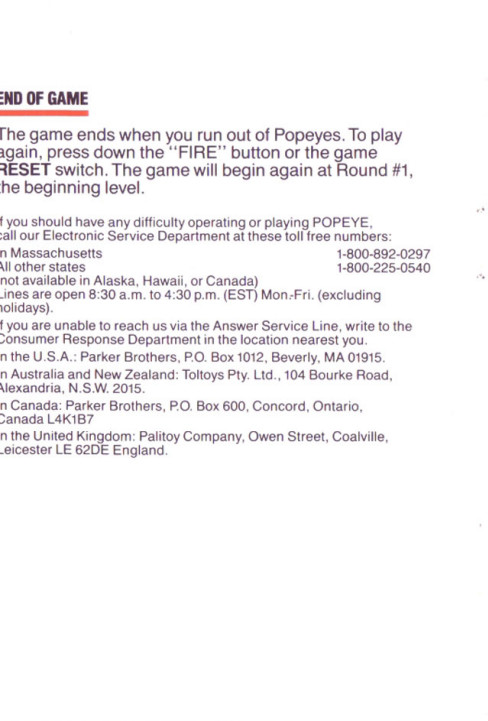 END OF GAME
The game ends when you run out of Popeyes. To play
again, press down the "FIRE" button or the game
RESET switch. The game will begin again at Round #1,
the beginning level.
If you should have any difficulty operating or playing POPEYE,
call our Electronic Service Department at these toll free numbers:
In Massachusetts 1-800-892-0297
All other states 1-800-225-0540
(not available in Alaska, Hawaii, or Canada)
Lines are open 8:30 a.m. to 4:30 p.m. (EST) Mon.-Fri. (excluding
holidays).
If you are unable to reach us via the Answer Service Line, write to the
Consumer Response Department in the location nearest you.
In the U.S.A.: Parker Brothers, P.O. Box 1012, Beverly, MA 01915.
In Australia and New Zealand: Toltoys Pty. Ltd., 104 Bourke Road,
Alexandria, N.S.W. 2015.
In Canada: Parker Brothers, P.O. Box 600, Concord, Ontario,
Canada L4K1B7
In the United Kingdom: Palitoy Company, Owen Street, Coalville,
Leicester LE 62DE England.